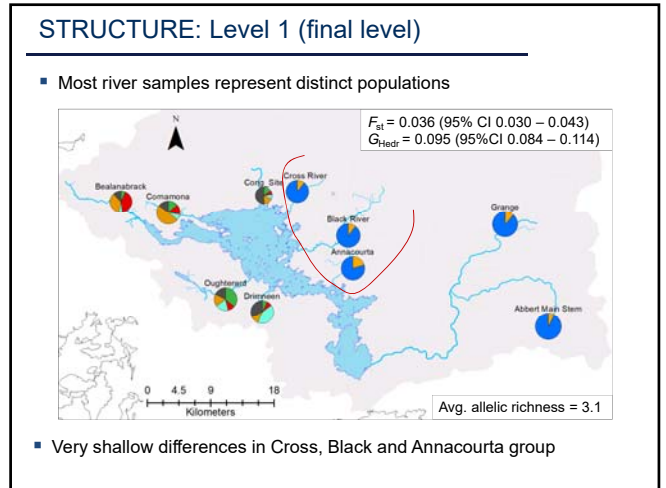 STRUCTURE: Level 1 (final level)
Most river samples represent distinct populations
N
Fst = 0.036 (95% CI 0.030 – 0.043)
GHedr = 0.095 (95%CI 0.084 – 0.114)
Cong_Site
Cross River
Bealanabrack
Cornamona
Grange
Black River
Annacourta
Oughterard
Drimneen
Abbert Main Stem
0 4.5 9 18
Kilometers
Avg. allelic richness = 3.1
Very shallow differences in Cross, Black and Annacourta group